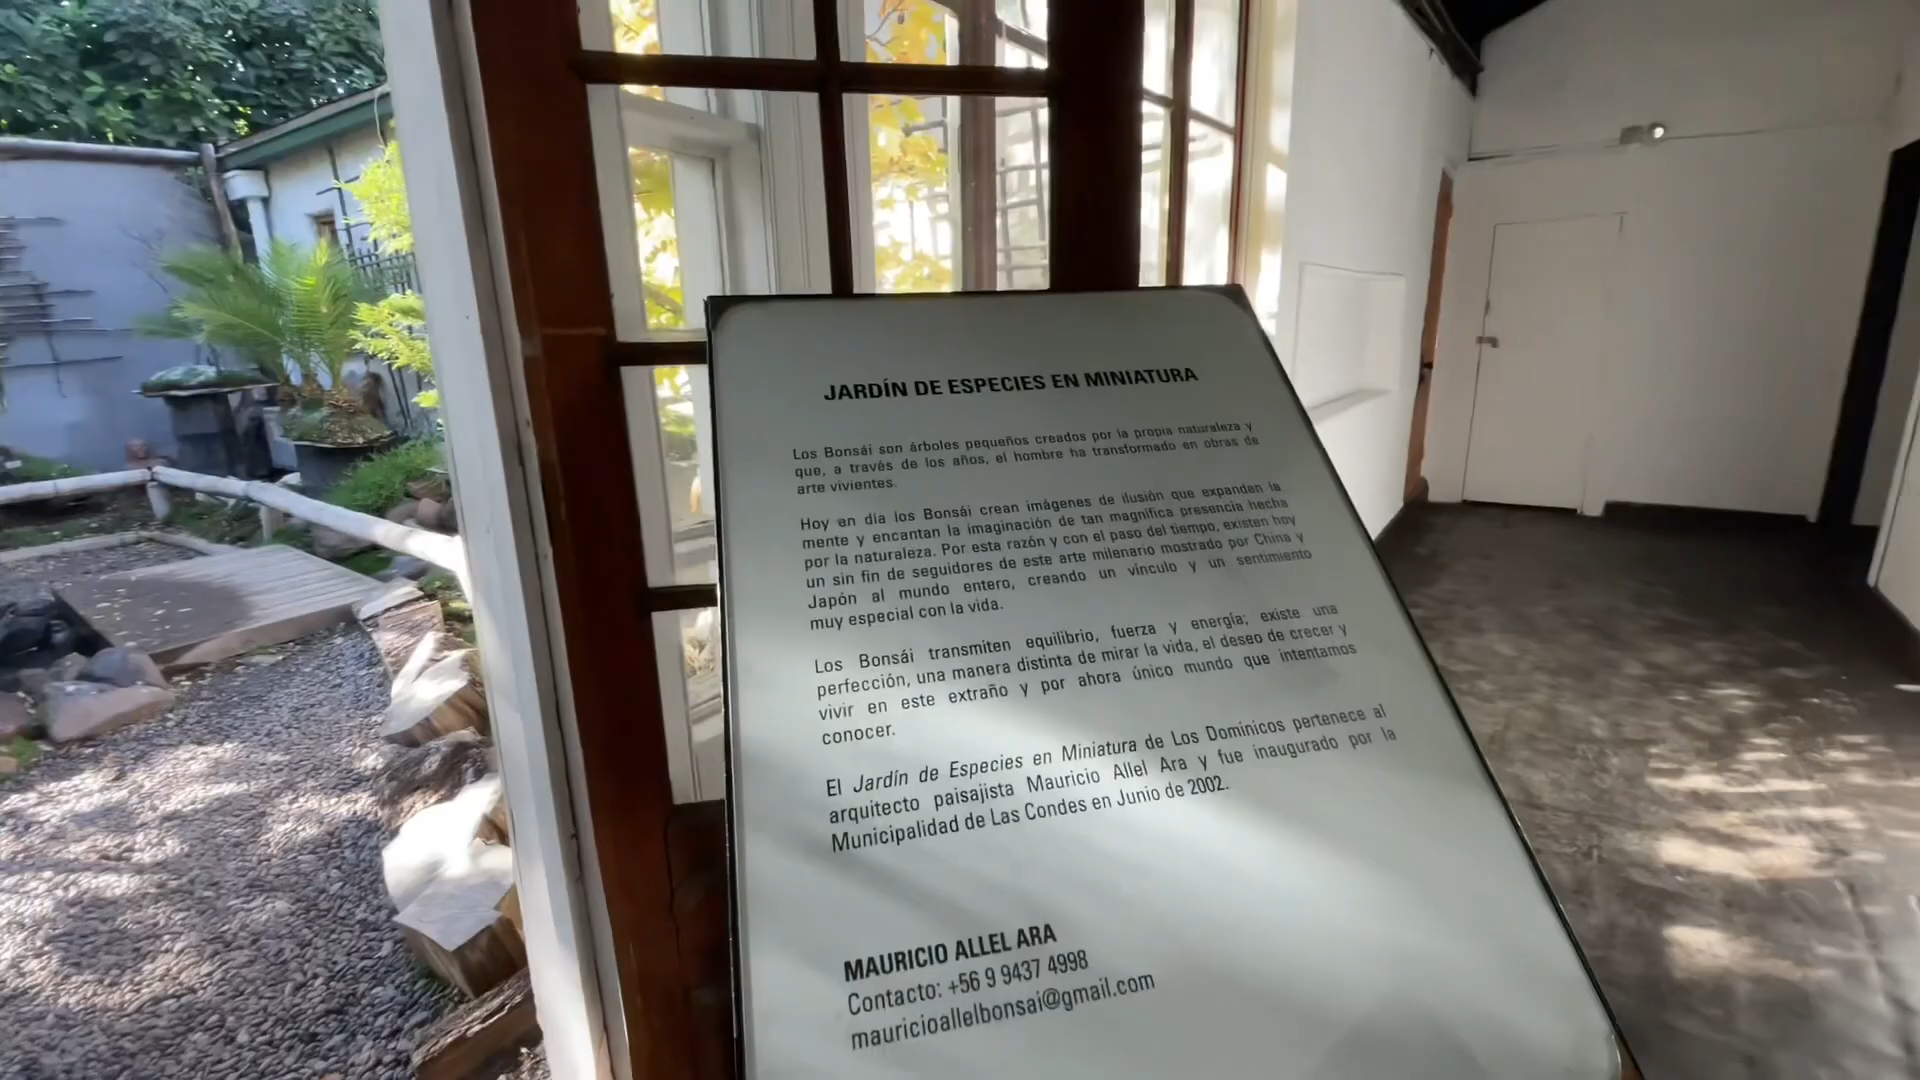 JARDÍN DE ESPECIES EN MINIATURA
Los Bonsái son árboles pequeños creados por la propia naturaleza y
que, a través de los años, el hombre ha transformado en obras de
arte vivientes.
Hoy en día los Bonsái crean imágenes de ilusión que expanden la
mente y encantan la imaginación de tan magnífica presencia hecha
por la naturaleza. Por esta razón y con el paso del tiempo, existen hoy
un sin fin de seguidores de este arte milenario mostrado por China y
Japón al mundo entero, creando un vínculo y un sentimiento
muy especial con la vida.
Los Bonsái transmiten equilibrio, fuerza y energía; existe una
perfección, una manera distinta de mirar la vida, el deseo de crecer y
vivir en este extraño y por ahora único mundo que intentamos
conocer.
El Jardín de Especies en Miniatura de Los Domínicos pertenece al
arquitecto paisajista Mauricio Allel Ara y fue inaugurado por la
Municipalidad de Las Condes en Junio de 2002.
MAURICIO ALLEL ARA
Contacto: +56 9 9437 4998
mauricioallelbonsai@gmail.com